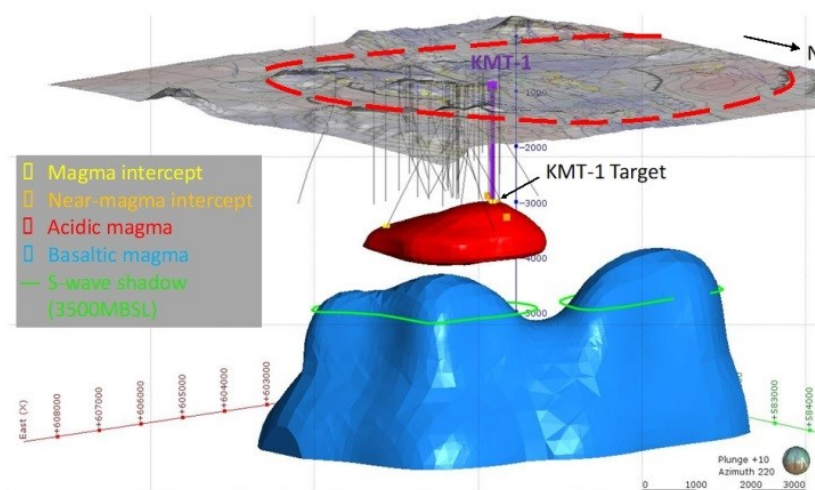 N
KMT-1
1000
-2000
KMT-1 Target
-3000
4000
5000
Magma intercept
Near-magma intercept
Acidic magma
Basaltic magma
S-wave shadow
(3500MBSL)
East (X)
+608000
+607000
+606000
+605000
+604000
+603000
+583000
+584000
Plunge +10
Azimuth 220
0 1000 2000 3000